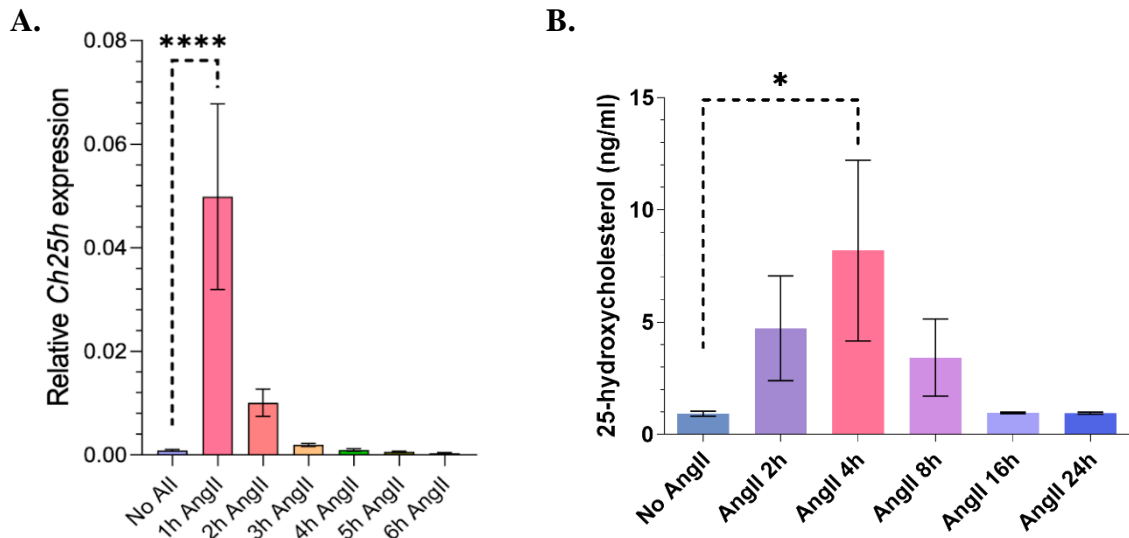 A.
****
Relative Ch25h expression
0.08
0.06
0.04
0.02
0.00
No AII
1h AngII
2h AngII
3h AngII
4h AngII
5h AngII
6h AngII
B.
*
25-hydroxycholesterol (ng/ml)
15
10
5
0
No AngII
AngII 2h
AngII 4h
AngII 8h
AngII 16h
AngII 24h